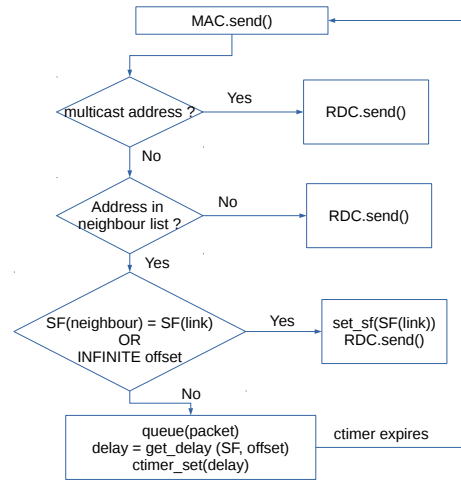 MAC.send()
multicast address ?
Yes
RDC.send()
No
Address in
neighbour list ?
No
RDC.send()
Yes
SF(neighbour) = SF(link)
OR
INFINITE offset
Yes
set_sf(SF(link))
RDC.send()
No
queue(packet)
delay = get_delay (SF, offset)
ctimer_set(delay)
ctimer expires